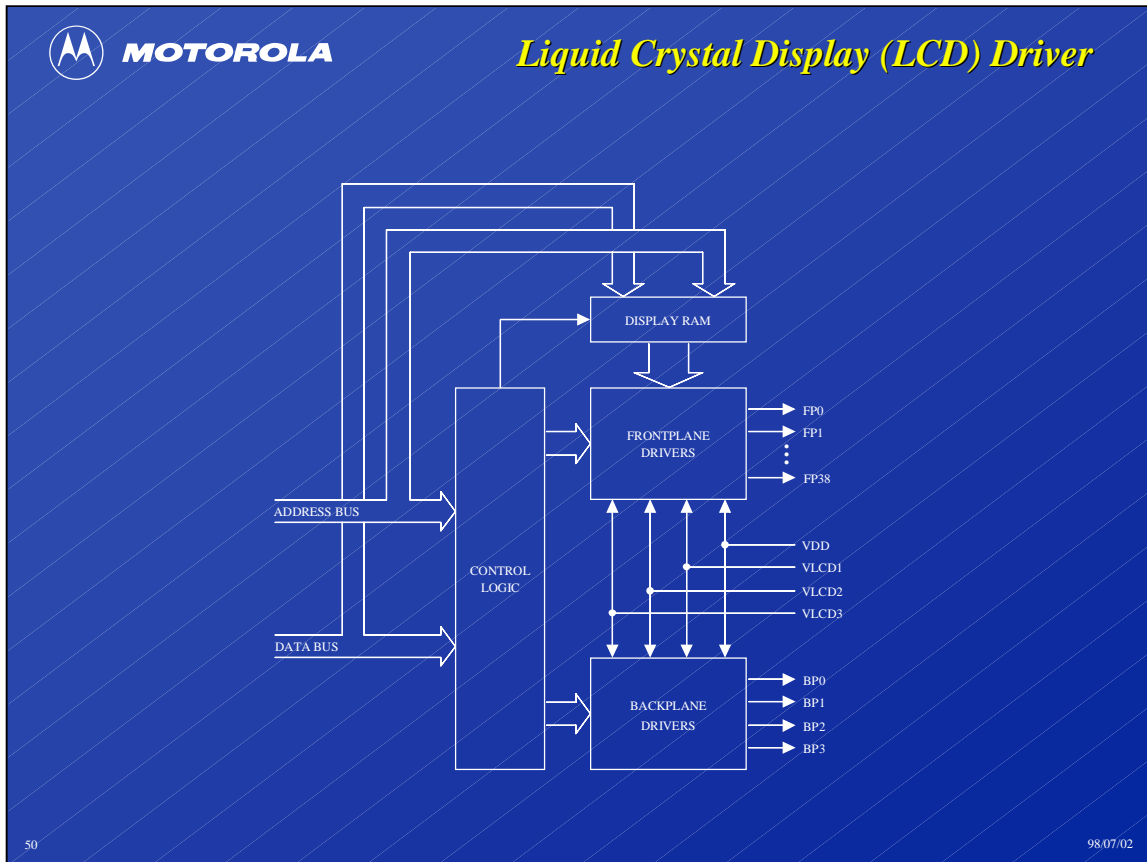 MOTOROLA
Liquid Crystal Display (LCD) Driver
DISPLAY RAM
FRONTPLANE
DRIVERS
FP0
FP1
FP38
ADDRESS BUS
CONTROL
LOGIC
VDD
VLCD1
VLCD2
VLCD3
DATA BUS
BACKPLANE
DRIVERS
BP0
BP1
BP2
BP3
50
98/07/02